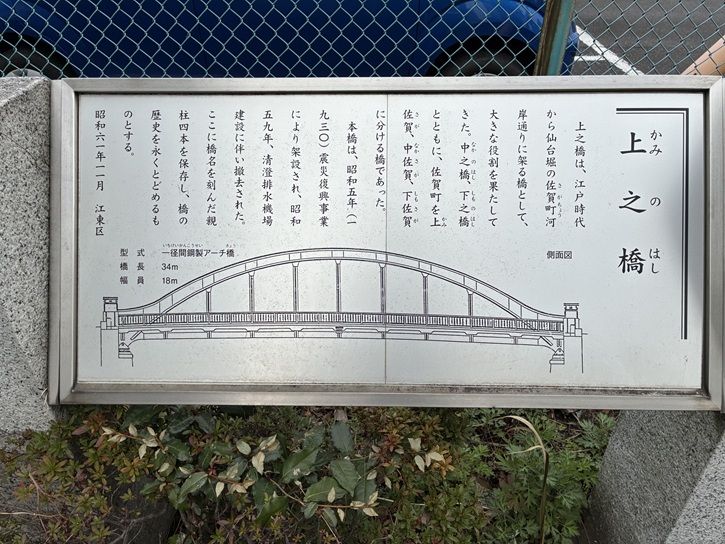 上之橋
かみのはし
上之橋は、江戸時代
から仙台堀の佐賀町河
岸通りに架る橋として、
大きな役割を果たして
きた。中之橋、下之橋
とともに、佐賀町を上
佐賀、中佐賀、下佐賀
に分ける橋であった。
本橋は、昭和五年(一
九三〇)震災復興事業
により架設され、昭和
五九年、清澄排水機場
建設に伴い撤去された。
ここに橋名を刻んだ親
柱四本を保存し、橋の
歴史を永くとどめるも
のとする。
昭和六一年一一月　江東区
側面図
型式　一径間鋼製アーチ橋
橋長　34m
幅員　18m